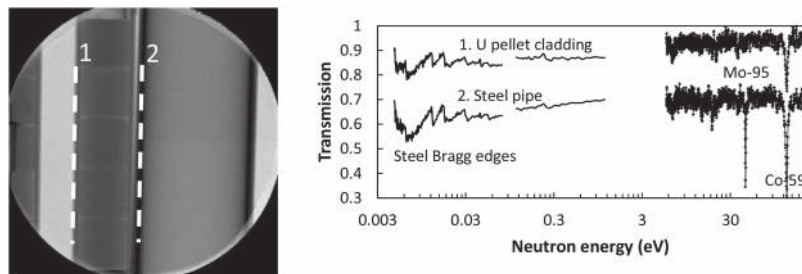 1 2
1
0.9
0.8
0.7
0.6
0.5
0.4
0.3
Transmission
1. U pellet cladding
Mo-95
2. Steel pipe
Steel Bragg edges
Co-59
0.003 0.03 0.3 3 30
Neutron energy (eV)